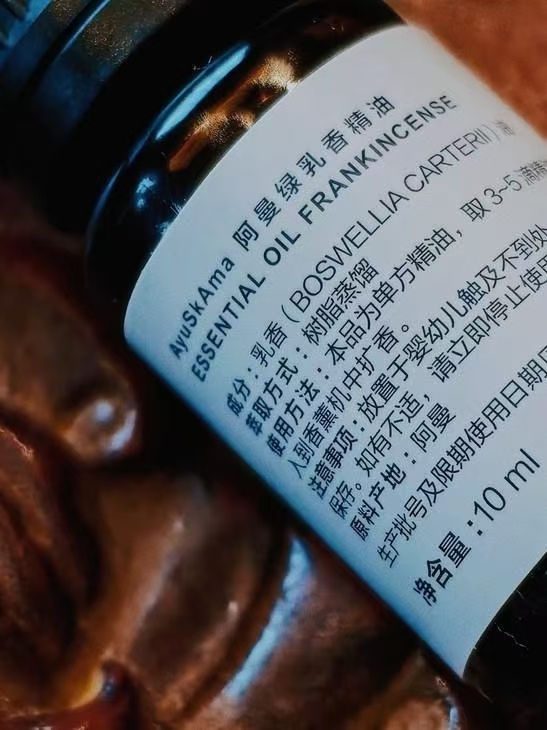 AyuSkAma 阿曼绿乳香精油
ESSENTIAL OIL FRANKINCENSE
成分：乳香（BOSWELLIA CARTERII）油
萃取方式：树脂蒸馏
使用方法：本品为单方精油，取3~5滴
入到香薰机中扩香。
注意事项：放置于婴幼儿触及不到处
保存。如有不适，请立即停止使用
原料产地：阿曼
生产批号及限期使用日期见
净含量：10 ml